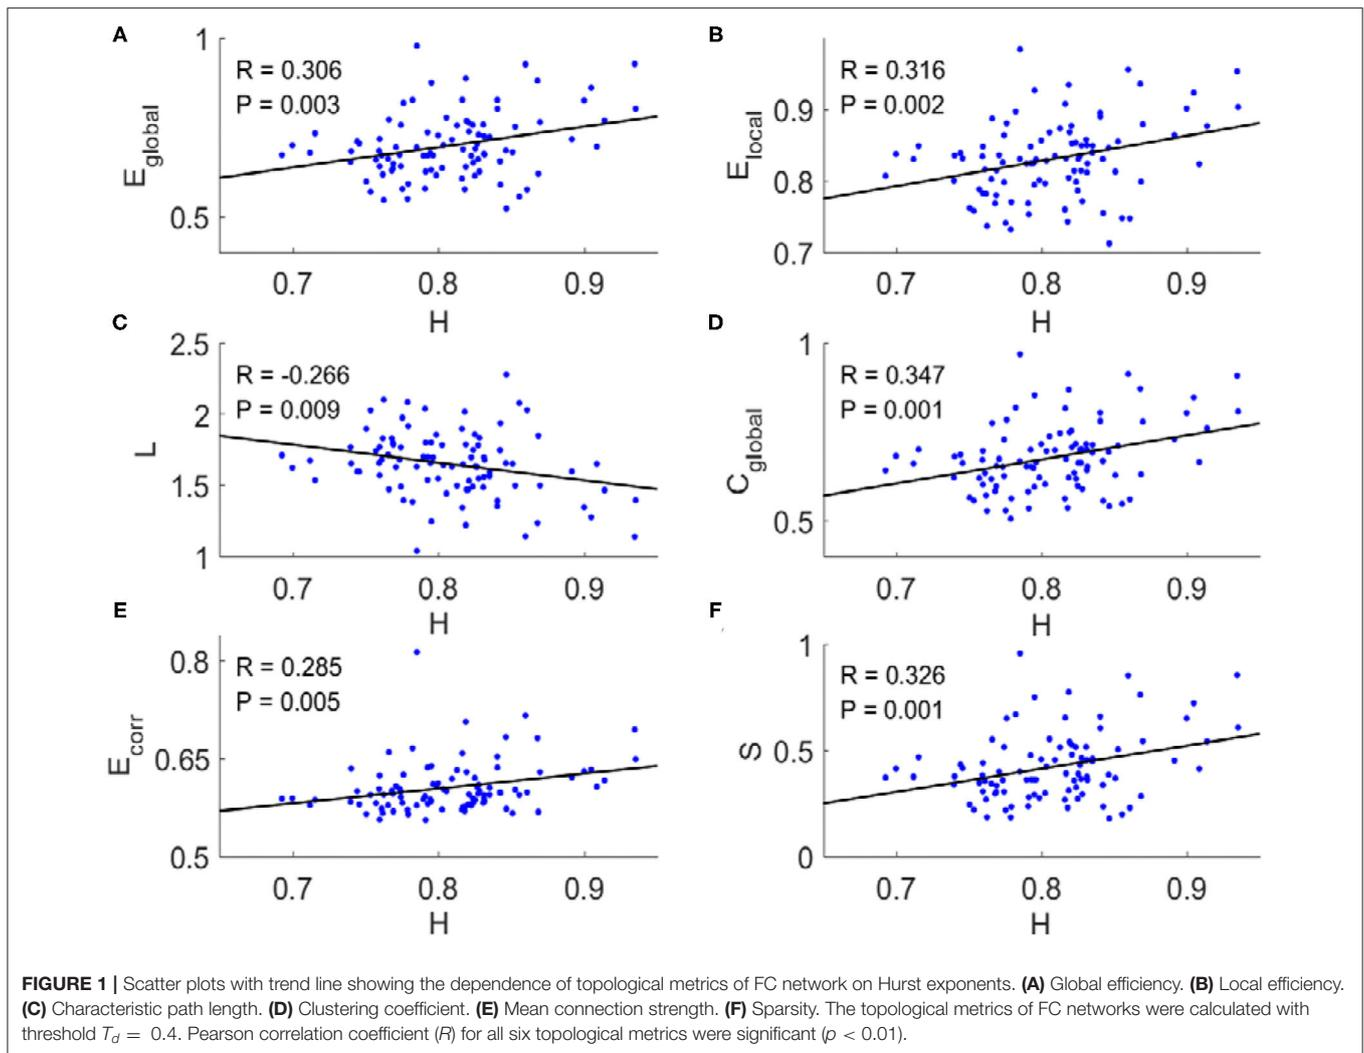 A
1
R = 0.306
P = 0.003
E global
0.5
0.7 0.8 0.9
H
B
R = 0.316
P = 0.002
0.9
E local
0.8
0.7
0.7 0.8 0.9
H
C
2.5
R = -0.266
P = 0.009
2
L
1.5
1
0.7 0.8 0.9
H
D
1
R = 0.347
P = 0.001
C global
0.5
0.7 0.8 0.9
H
E
0.8
R = 0.285
P = 0.005
E corr
0.65
0.5
0.7 0.8 0.9
H
F
1
R = 0.326
P = 0.001
S
0.5
0
0.7 0.8 0.9
H
FIGURE 1 | Scatter plots with trend line showing the dependence of topological metrics of FC network on Hurst exponents. (A) Global efficiency. (B) Local efficiency.
(C) Characteristic path length. (D) Clustering coefficient. (E) Mean connection strength. (F) Sparsity. The topological metrics of FC networks were calculated with
threshold T_d = 0.4. Pearson correlation coefficient (R) for all six topological metrics were significant (p < 0.01).